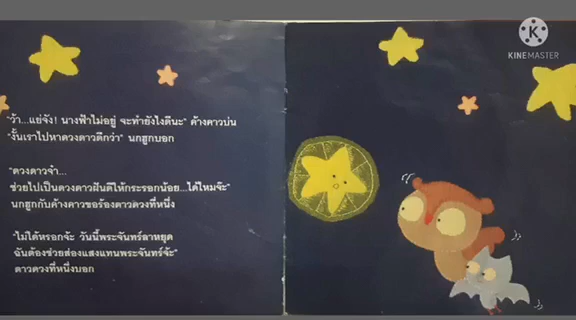 "ว้า...แย่จัง! นางฟ้าไม่อยู่ จะทำยังไงดีนะ" ค้างคาวบ่น
"งั้นเราไปหาดวงดาวดีกว่า" นกฮูกบอก
"ดวงดาวจ๋า...
ช่วยไปเป็นดวงดาวฝันดีให้กระรอกน้อย...ได้ไหมจ๊ะ"
นกฮูกกับค้างคาวขอร้องดาวดวงที่หนึ่ง
"ไม่ได้หรอกจ้ะ วันนี้พระจันทร์ลาหยุด
ฉันต้องช่วยส่องแสงแทนพระจันทร์จ้ะ"
ดาวดวงที่หนึ่งบอก
KINEMASTER